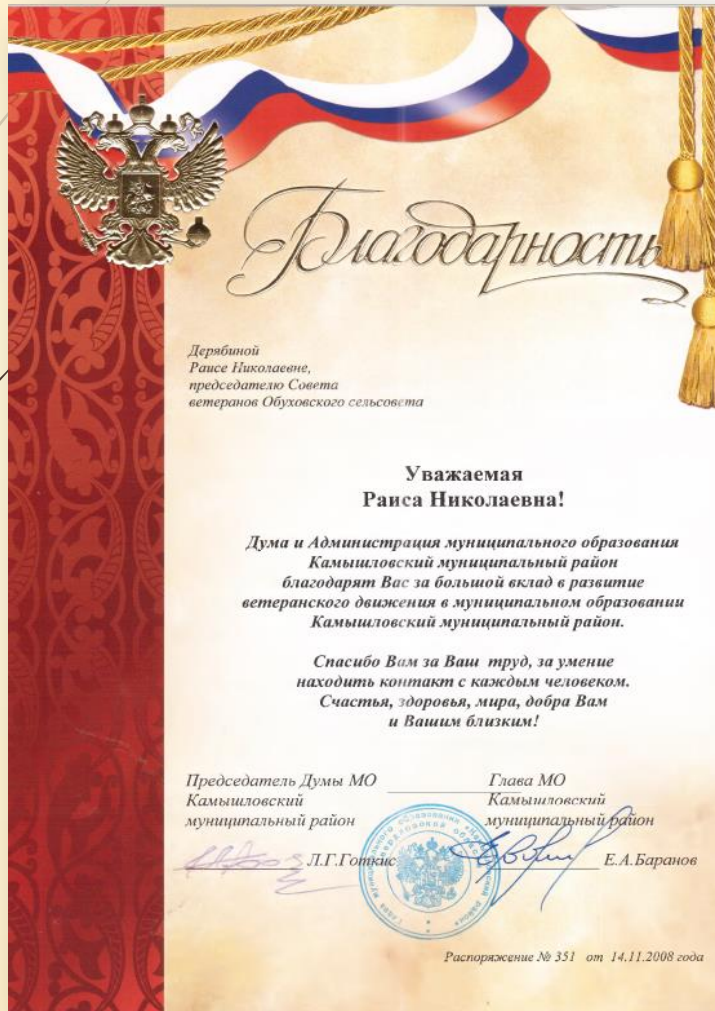 Благодарность
Дерябиной
Раисе Николаевне,
председателю Совета
ветеранов Обуховского сельсовета
Уважаемая
Раиса Николаевна!
Дума и Администрация муниципального образования
Камышловский муниципальный район
благодарят Вас за большой вклад в развитие
ветеранского движения в муниципальном образовании
Камышловский муниципальный район.
Спасибо Вам за Ваш труд, за умение
находить контакт с каждым человеком.
Счастья, здоровья, мира, добра Вам
и Вашим близким!
Председатель Думы МО
Камышловский
муниципальный район
Л.Г.Готкис
Глава МО
Камышловский
муниципальный район
Е.А.Баранов
Распоряжение № 351 от 14.11.2008 года